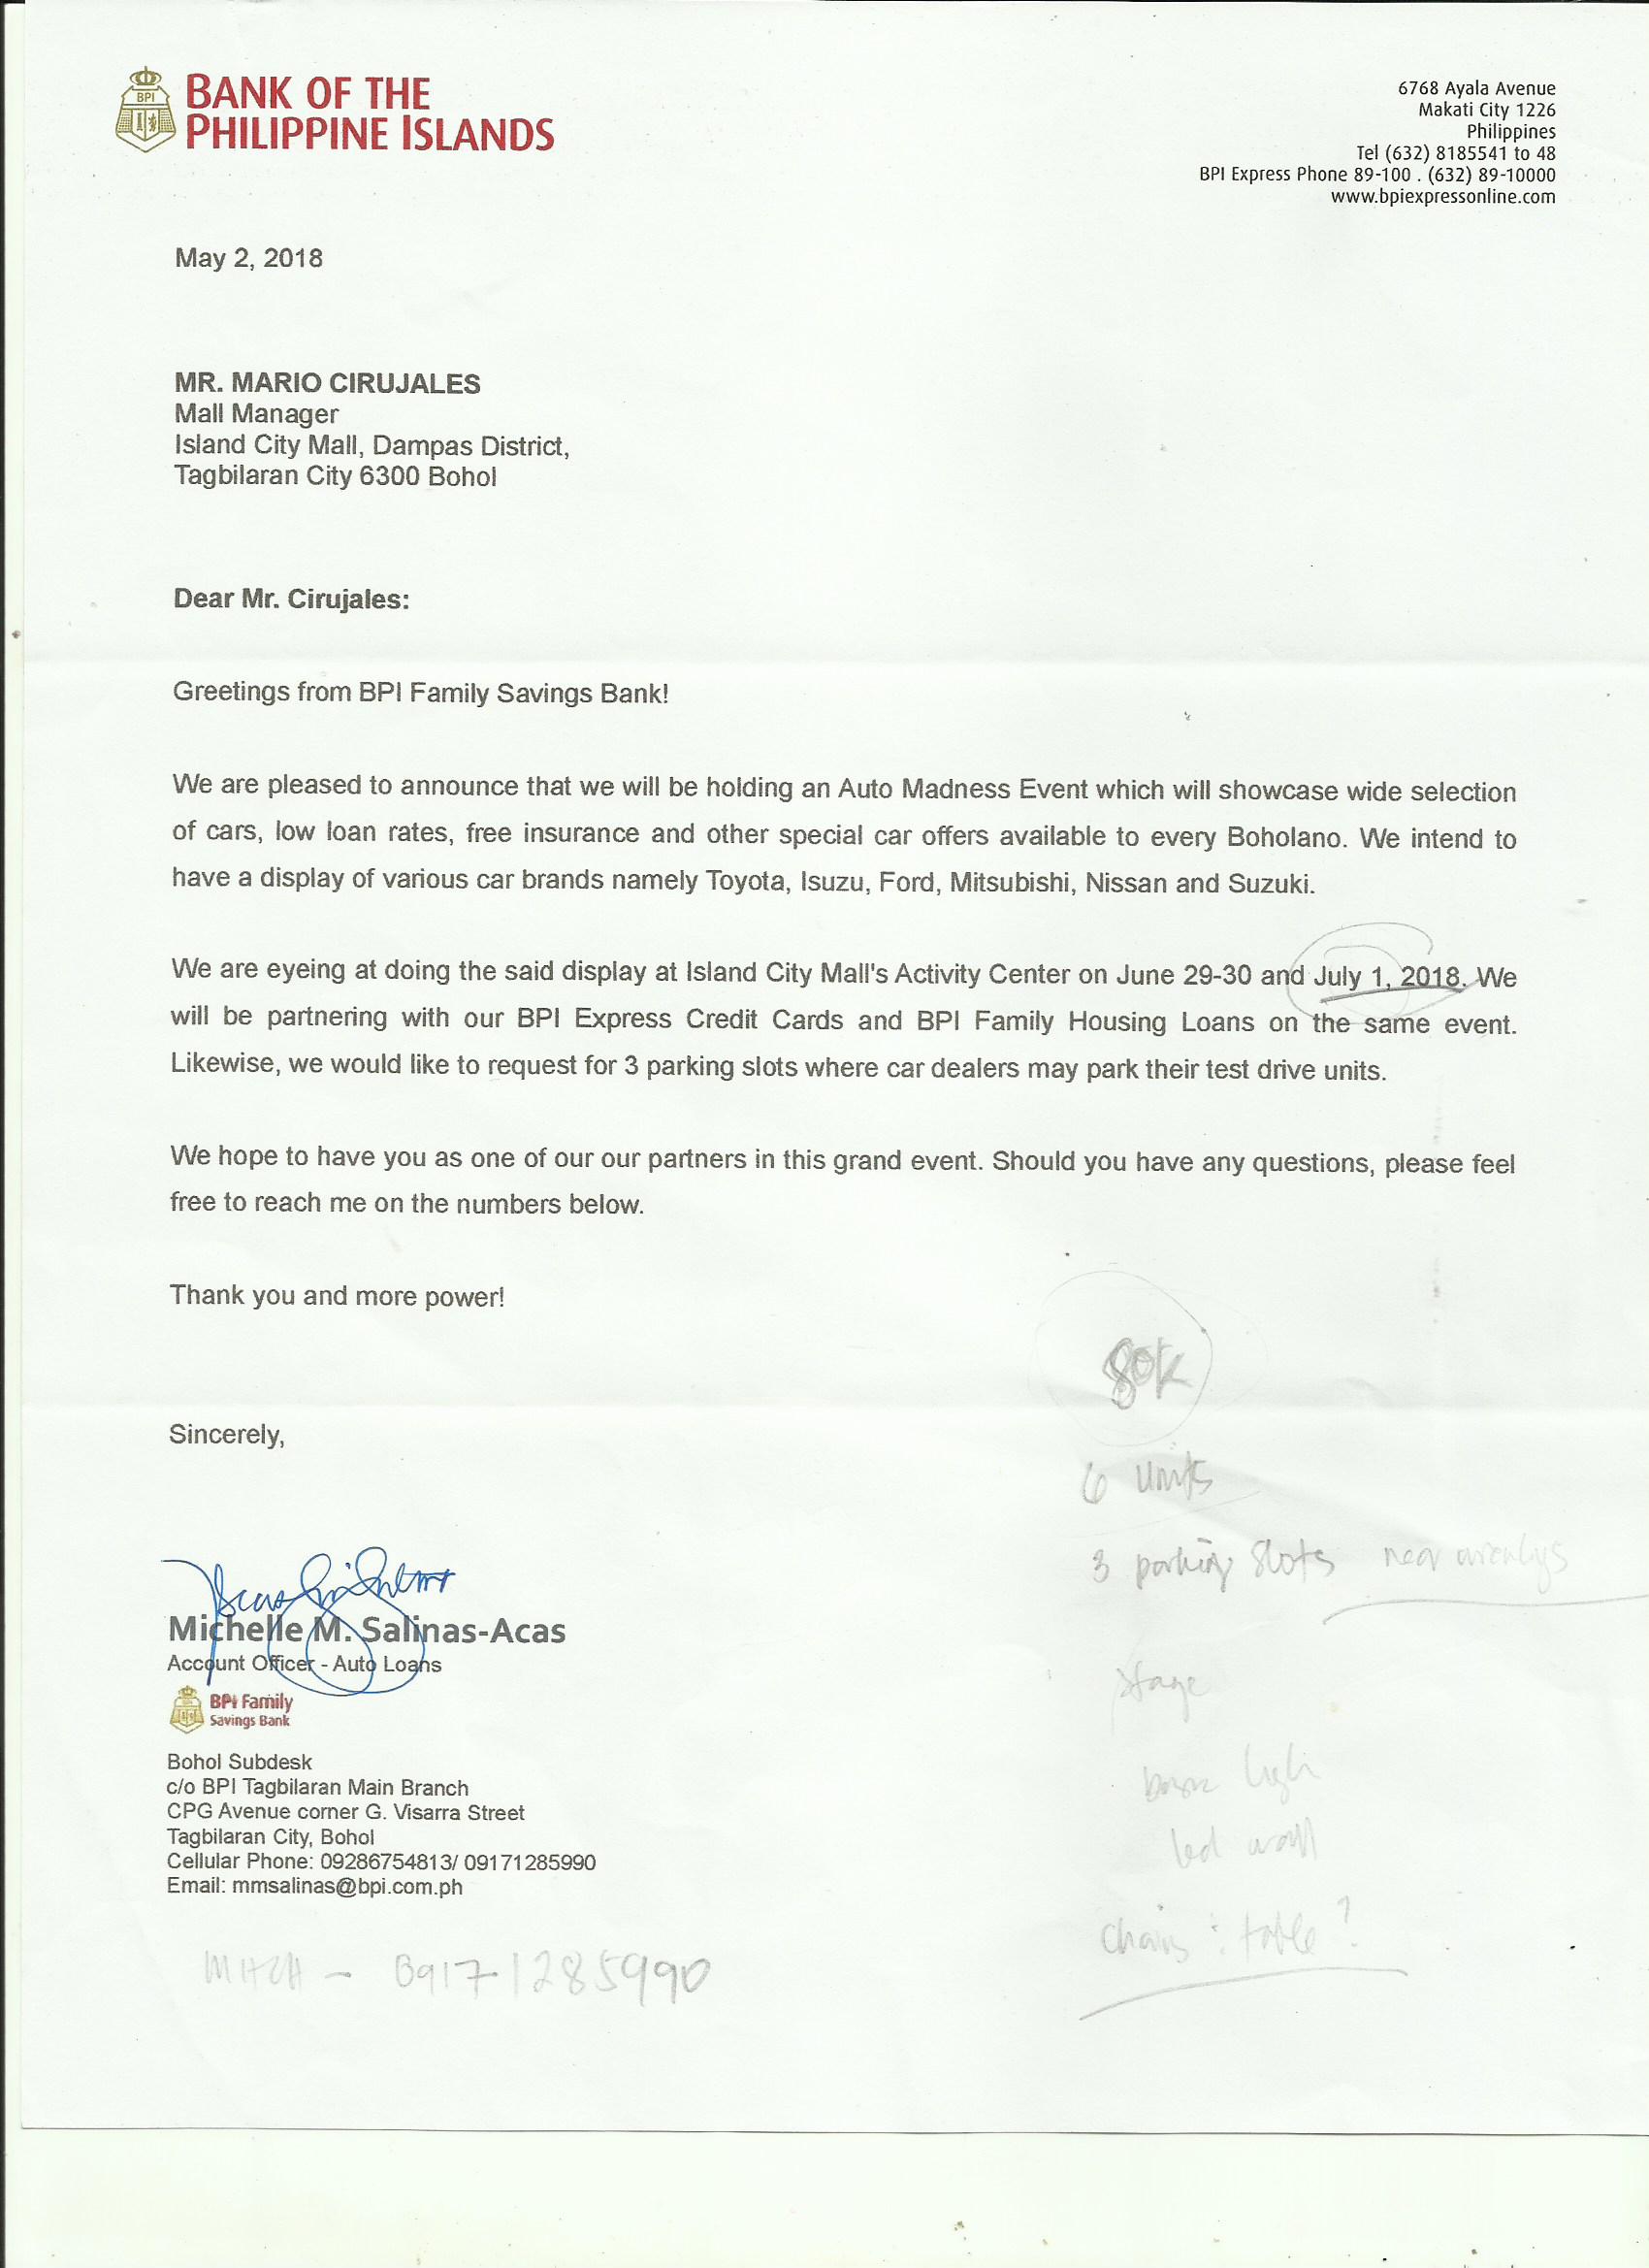 BPI
BANK OF THE
PHILIPPINE ISLANDS
6768 Ayala Avenue
Makati City 1226
Philippines
Tel (632) 8185541 to 48
BPI Express Phone 89-100 . (632) 89-10000
www.bpiexpressonline.com
May 2, 2018
MR. MARIO CIRUJALES
Mall Manager
Island City Mall, Dampas District,
Tagbilaran City 6300 Bohol
Dear Mr. Cirujales:
Greetings from BPI Family Savings Bank!
We are pleased to announce that we will be holding an Auto Madness Event which will showcase wide selection
of cars, low loan rates, free insurance and other special car offers available to every Boholano. We intend to
have a display of various car brands namely Toyota, Isuzu, Ford, Mitsubishi, Nissan and Suzuki.
We are eyeing at doing the said display at Island City Mall's Activity Center on June 29-30 and July 1, 2018. We
will be partnering with our BPI Express Credit Cards and BPI Family Housing Loans on the same event.
Likewise, we would like to request for 3 parking slots where car dealers may park their test drive units.
We hope to have you as one of our our partners in this grand event. Should you have any questions, please feel
free to reach me on the numbers below.
Thank you and more power!
80k
Sincerely,
6 units
3 parking slots near
Michelle M. Salinas-Acas
Account Officer - Auto Loans
stage
BPI Family
Savings Bank
Bohol Subdesk
c/o BPI Tagbilaran Main Branch
CPG Avenue corner G. Visarra Street
Tagbilaran City, Bohol
Cellular Phone: 09286754813/ 09171285990
Email: mmsalinas@bpi.com.ph
led wall
chairs : table?
MITCH - 09171285990